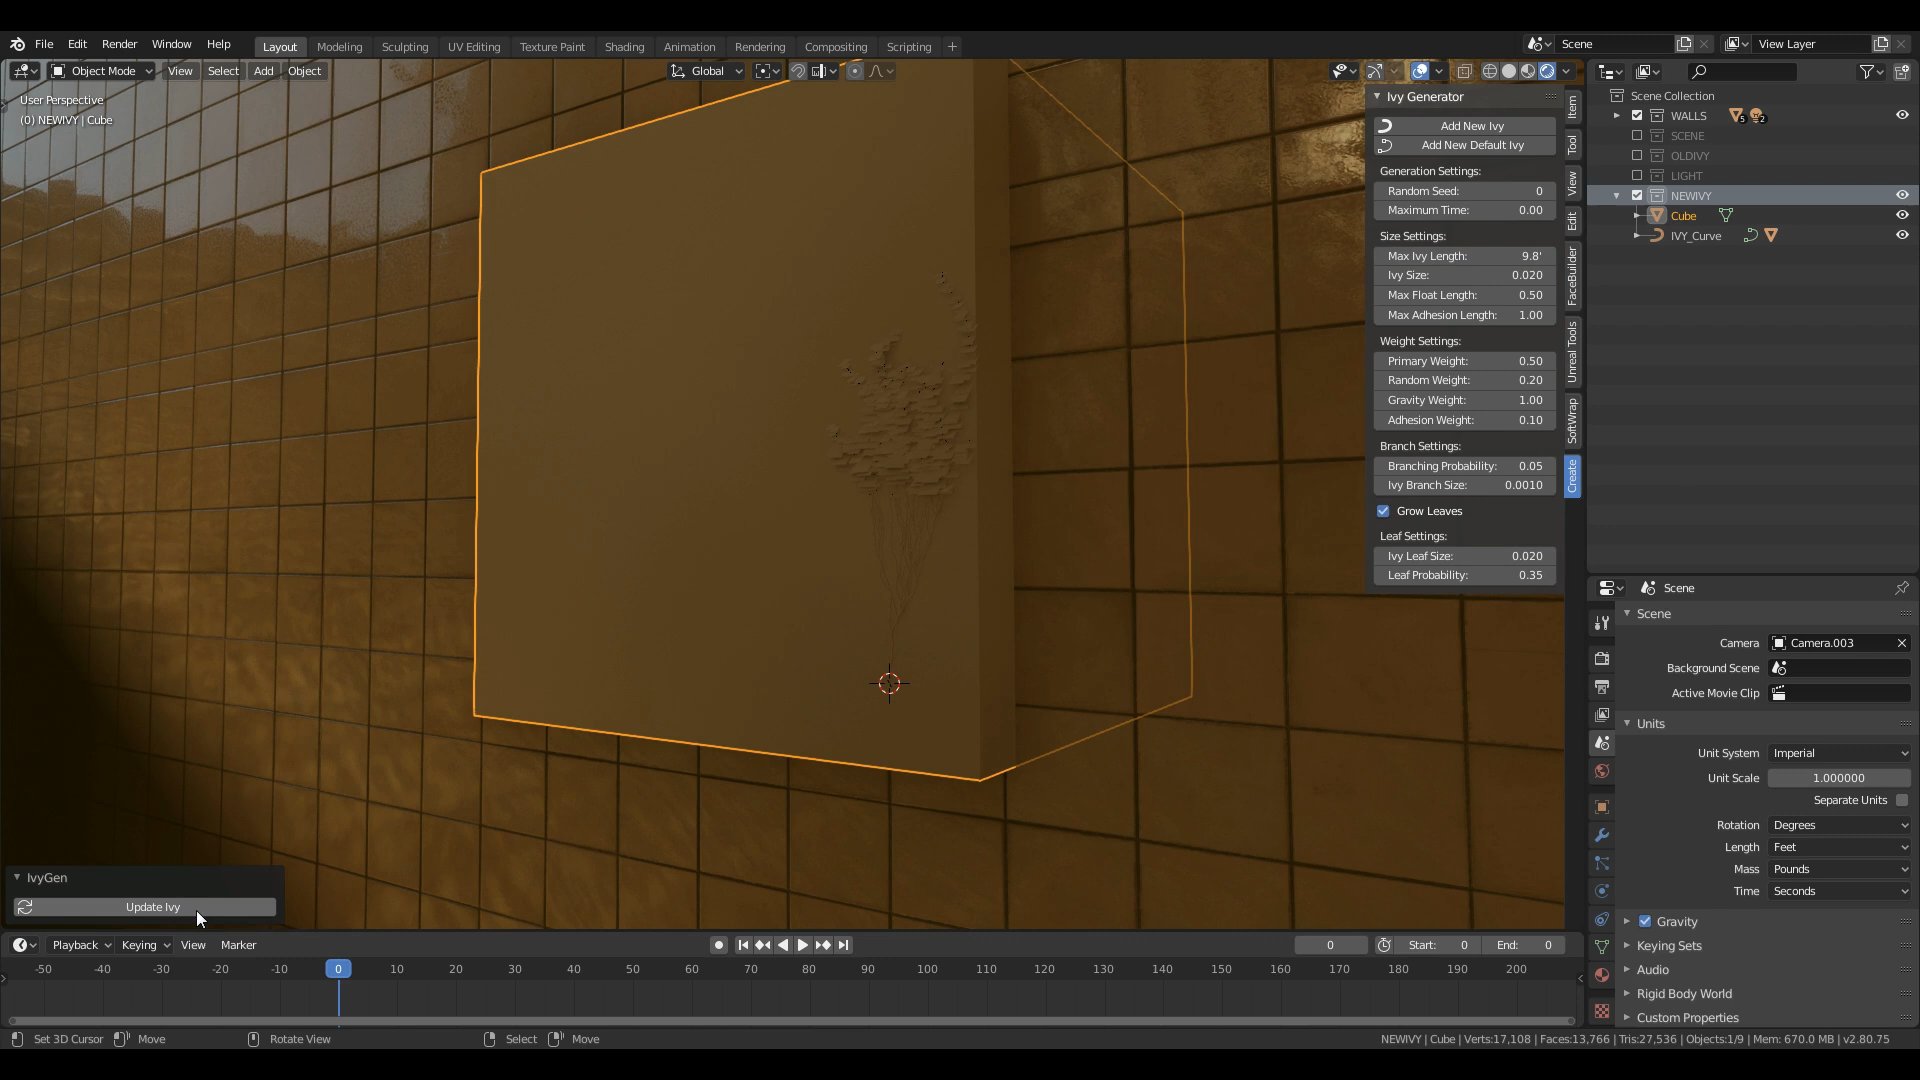 File Edit Render Window Help Layout Modeling Sculpting UV Editing Texture Paint Shading Animation Rendering Compositing Scripting + Scene View Layer
Object Mode View Select Add Object Global
User Perspective
(0) NEWIVY | Cube
Ivy Generator
Add New Ivy
Add New Default Ivy
Generation Settings:
Random Seed: 0
Maximum Time: 0.00
Size Settings:
Max Ivy Length: 9.8'
Ivy Size: 0.020
Max Float Length: 0.50
Max Adhesion Length: 1.00
Weight Settings:
Primary Weight: 0.50
Random Weight: 0.20
Gravity Weight: 1.00
Adhesion Weight: 0.10
Branch Settings:
Branching Probability: 0.05
Ivy Branch Size: 0.0010
Grow Leaves
Leaf Settings:
Ivy Leaf Size: 0.020
Leaf Probability: 0.35
Item
Tool
View
Edit
FaceBuilder
Unreal Tools
SoftWrap
Create
Scene Collection
WALLS 5 2
SCENE
OLDIVY
LIGHT
NEWIVY
Cube
IVY_Curve
Scene
Scene
Camera Camera.003
Background Scene
Active Movie Clip
Units
Unit System Imperial
Unit Scale 1.000000
Separate Units
Rotation Degrees
Length Feet
Mass Pounds
Time Seconds
Gravity
Keying Sets
Audio
Rigid Body World
Custom Properties
IvyGen
Update Ivy
Playback Keying View Marker 0 Start: 0 End: 0
-50 -40 -30 -20 -10 0 10 20 30 40 50 60 70 80 90 100 110 120 130 140 150 160 170 180 190 200
Set 3D Cursor Move Rotate View Select Move NEWIVY | Cube | Verts:17,108 | Faces:13,766 | Tris:27,536 | Objects:1/9 | Mem: 670.0 MB | v2.80.75